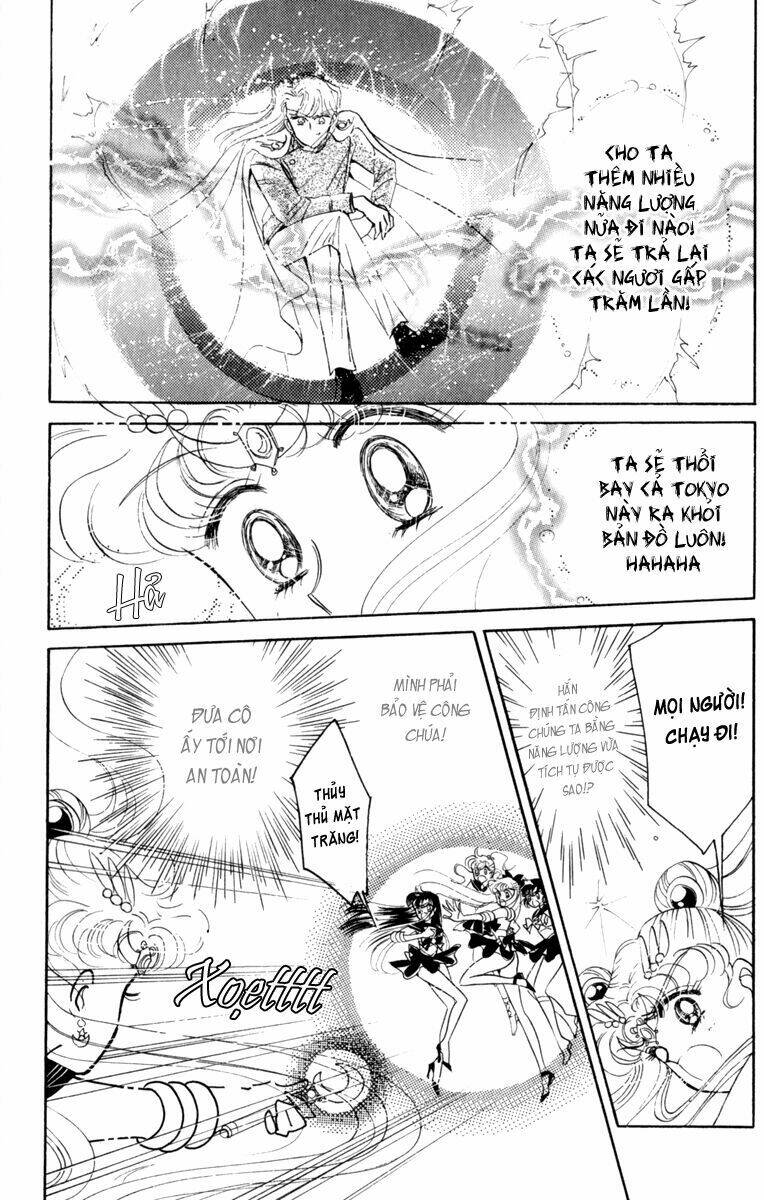 CHO TA
THÊM NHIỀU
NĂNG LƯỢNG
NỮA ĐI NÀO!
TA SẼ TRẢ LẠI
CÁC NGƯƠI GẤP
TRĂM LẦN!
TA SẼ THỔI
BAY CẢ TOKYO
NÀY RA KHỎI
BẢN ĐỒ LUÔN!
HAHAHA
Hả
MỌI NGƯỜI!
CHẠY ĐI!
HẮN
ĐỊNH TẤN CÔNG
CHÚNG TA BẰNG
NĂNG LƯỢNG VỪA
TÍCH TỤ ĐƯỢC
SAO!?
MÌNH PHẢI
BẢO VỆ CÔNG
CHÚA!
ĐƯA CÔ
ẤY TỚI NƠI
AN TOÀN!
THỦY
THỦ MẶT
TRĂNG!
Xoẹtttt